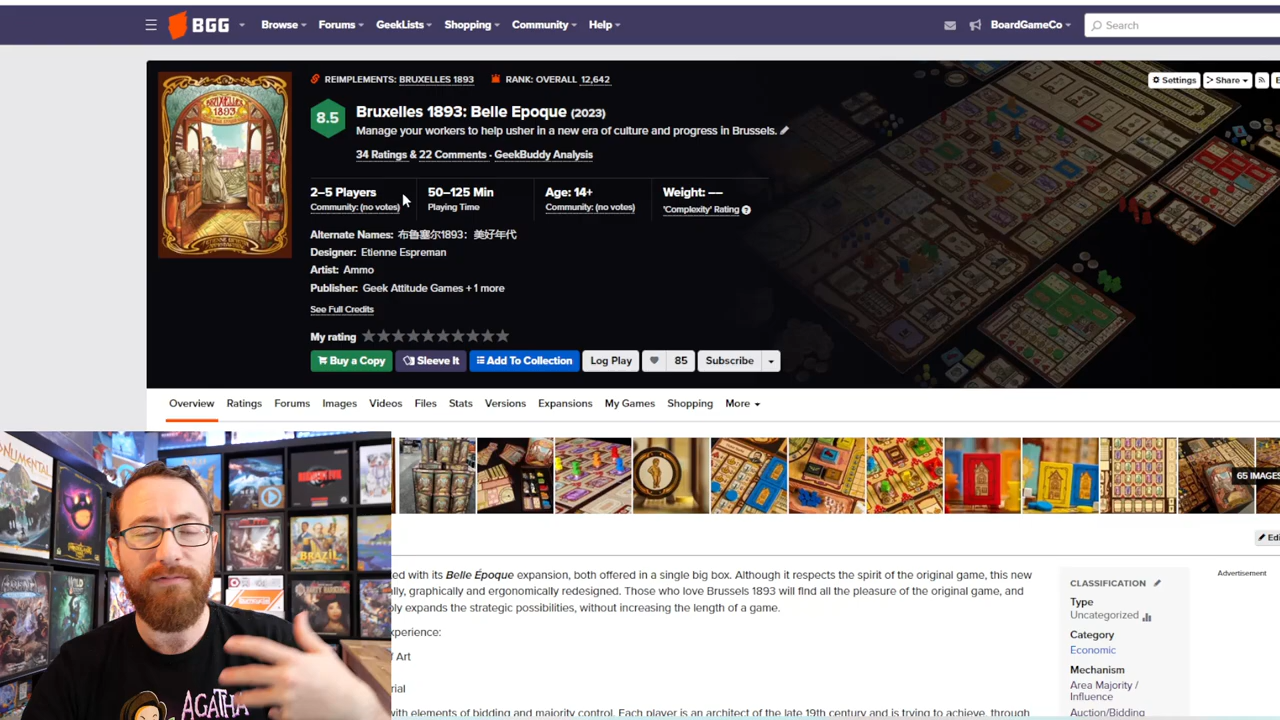 BGG
Browse
Forums
GeekLists
Shopping
Community
Help
BoardGameCo
Search
REIMPLEMENTS: BRUXELLES 1893
RANK: OVERALL 12,642
Settings
Share
8.5
Bruxelles 1893: Belle Epoque (2023)
Manage your workers to help usher in a new era of culture and progress in Brussels.
34 Ratings & 22 Comments · GeekBuddy Analysis
2–5 Players
Community: (no votes)
50–125 Min
Playing Time
Age: 14+
Community: (no votes)
Weight: ––
'Complexity' Rating
Alternate Names: 布鲁塞尔1893：美好年代
Designer: Etienne Espreman
Artist: Ammo
Publisher: Geek Attitude Games + 1 more
See Full Credits
My rating
Buy a Copy
Sleeve It
Add To Collection
Log Play
85
Subscribe
BRUXELLES
1893
ETIENNE ESPREMAN
Overview
Ratings
Forums
Images
Videos
Files
Stats
Versions
Expansions
My Games
Shopping
More
65 IMAGES
Advertisement
ed with its Belle Époque expansion, both offered in a single big box. Although it respects the spirit of the original game, this new
lly, graphically and ergonomically redesigned. Those who love Brussels 1893 will find all the pleasure of the original game, and
bly expands the strategic possibilities, without increasing the length of a game.
xperience:
f Art
rial
with elements of bidding and majority control. Each player is an architect of the late 19th century and is trying to achieve, through
CLASSIFICATION
Type
Uncategorized
Category
Economic
Mechanism
Area Majority /
Influence
Auction/Bidding
MONUMENTAL
WILD
BRAZIL
AGATHA